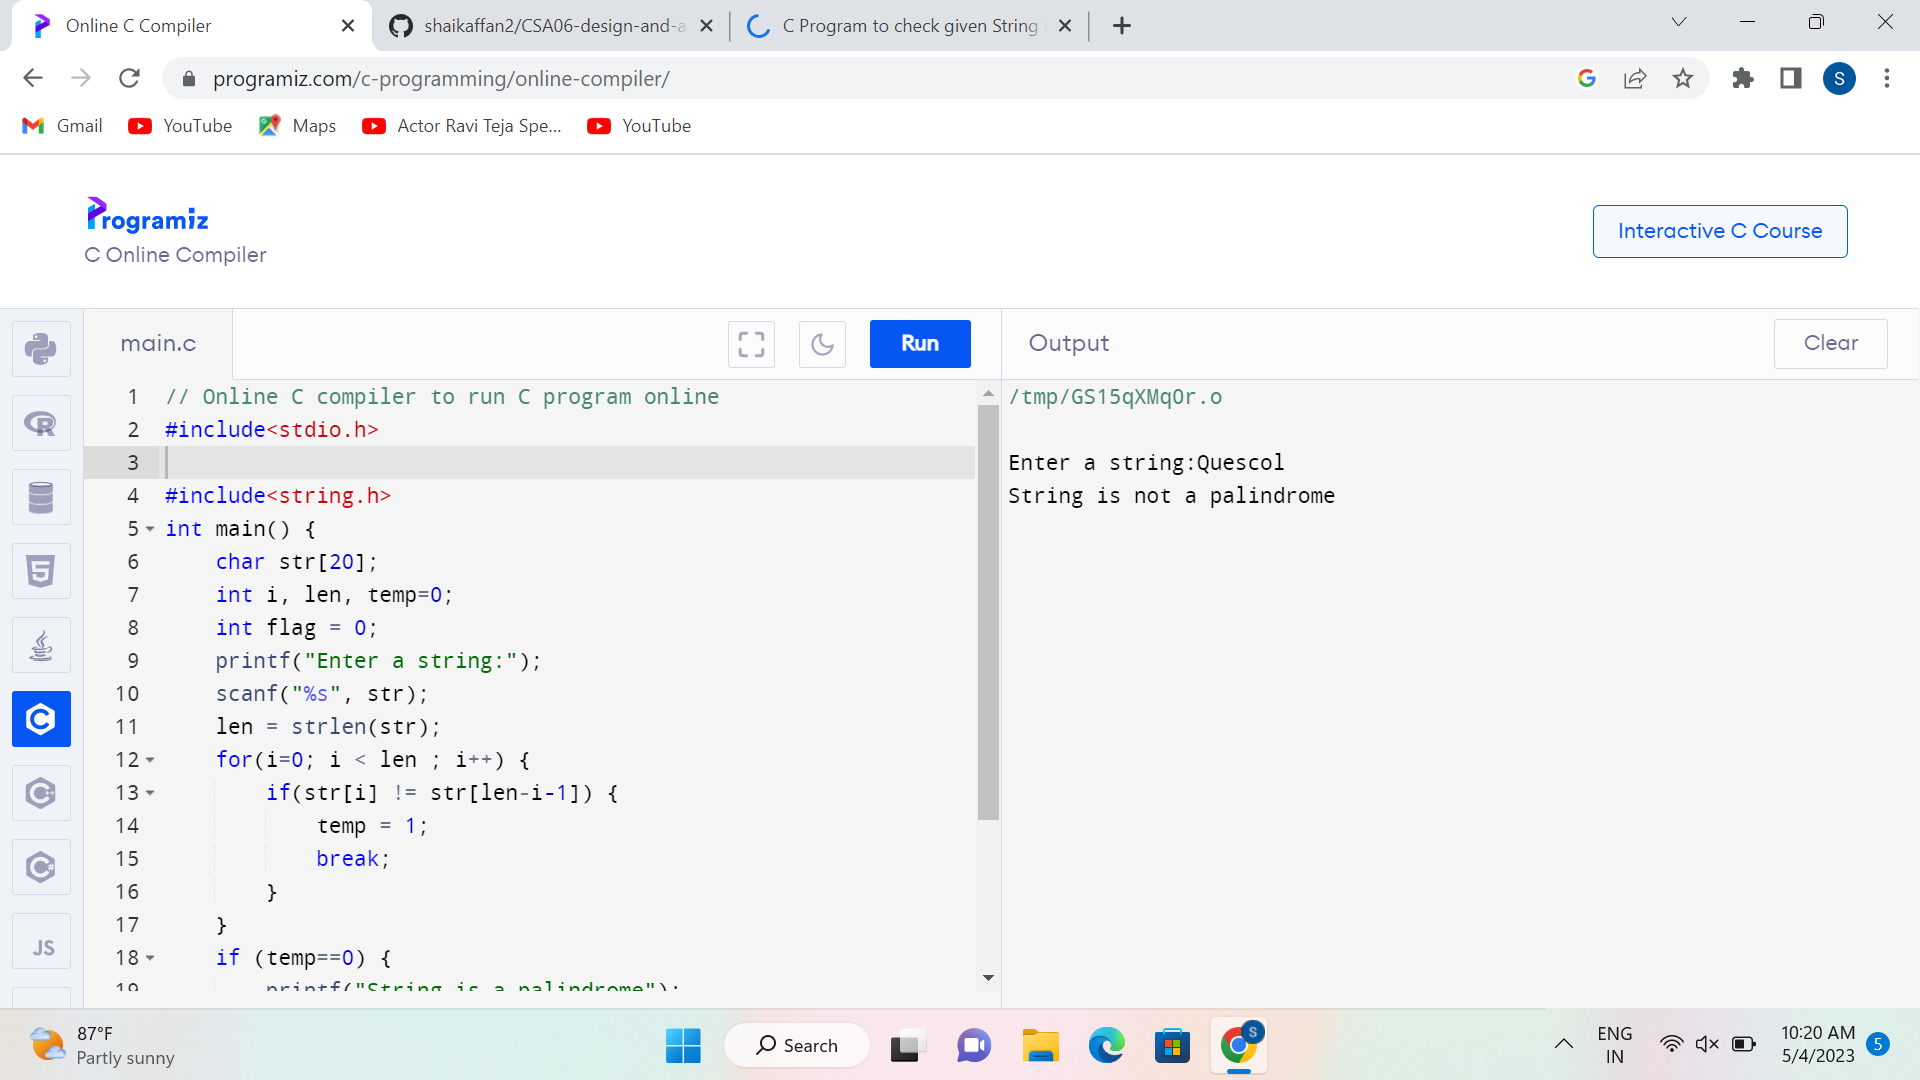 Online C Compiler
shaikaffan2/CSA06-design-and-a
C Program to check given String
programiz.com/c-programming/online-compiler/
S
Gmail
YouTube
Maps
Actor Ravi Teja Spe...
YouTube
Programiz
C Online Compiler
Interactive C Course
main.c
Run
Output
Clear
1 // Online C compiler to run C program online
2 #include<stdio.h>
3
4 #include<string.h>
5 int main() {
6 char str[20];
7 int i, len, temp=0;
8 int flag = 0;
9 printf("Enter a string:");
10 scanf("%s", str);
11 len = strlen(str);
12 for(i=0; i < len ; i++) {
13 if(str[i] != str[len-i-1]) {
14 temp = 1;
15 break;
16 }
17 }
18 if (temp==0) {
19 printf("String is a palindrome");
/tmp/GS15qXMq0r.o
Enter a string:Quescol
String is not a palindrome
JS
87°F
Partly sunny
Search
S
ENG
IN
10:20 AM
5/4/2023
5